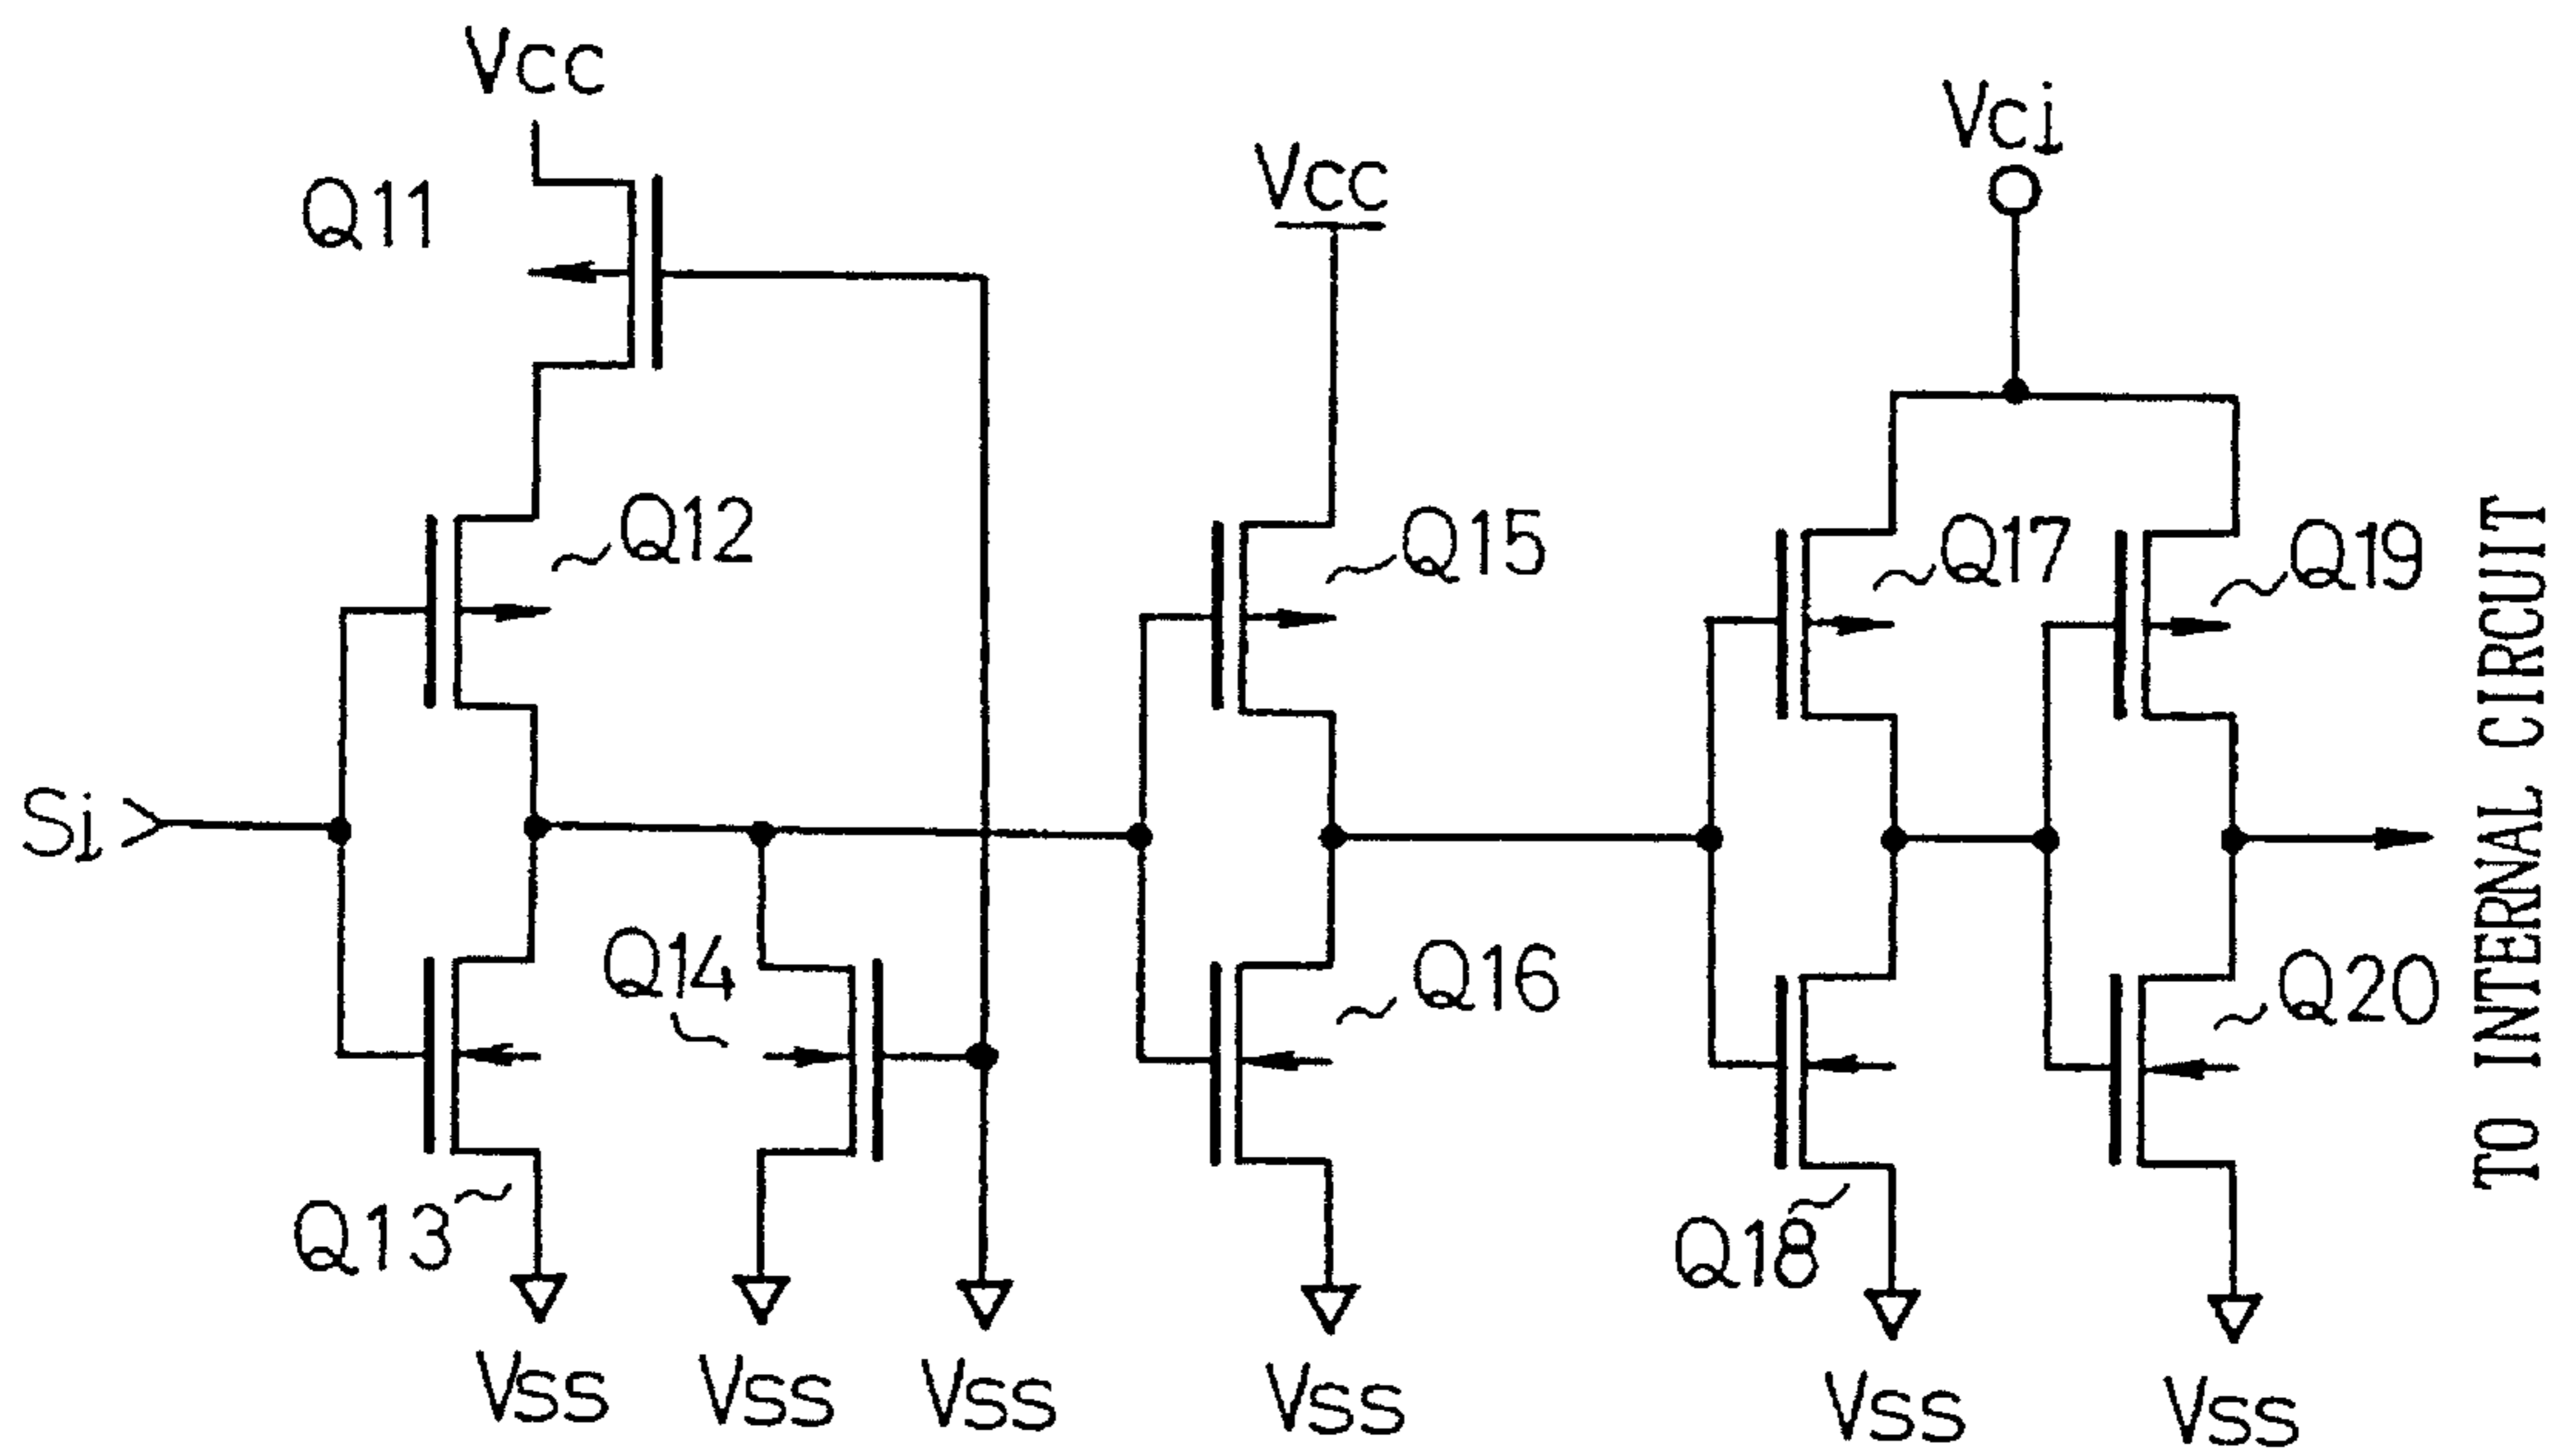 Vcc
Vci
Vcc
Q11
Q12
Q15
Q17
Q19
Si
Q14
Q16
Q20
Q13
Q18
Vss
Vss
Vss
Vss
Vss
Vss
TO INTERNAL CIRCUIT